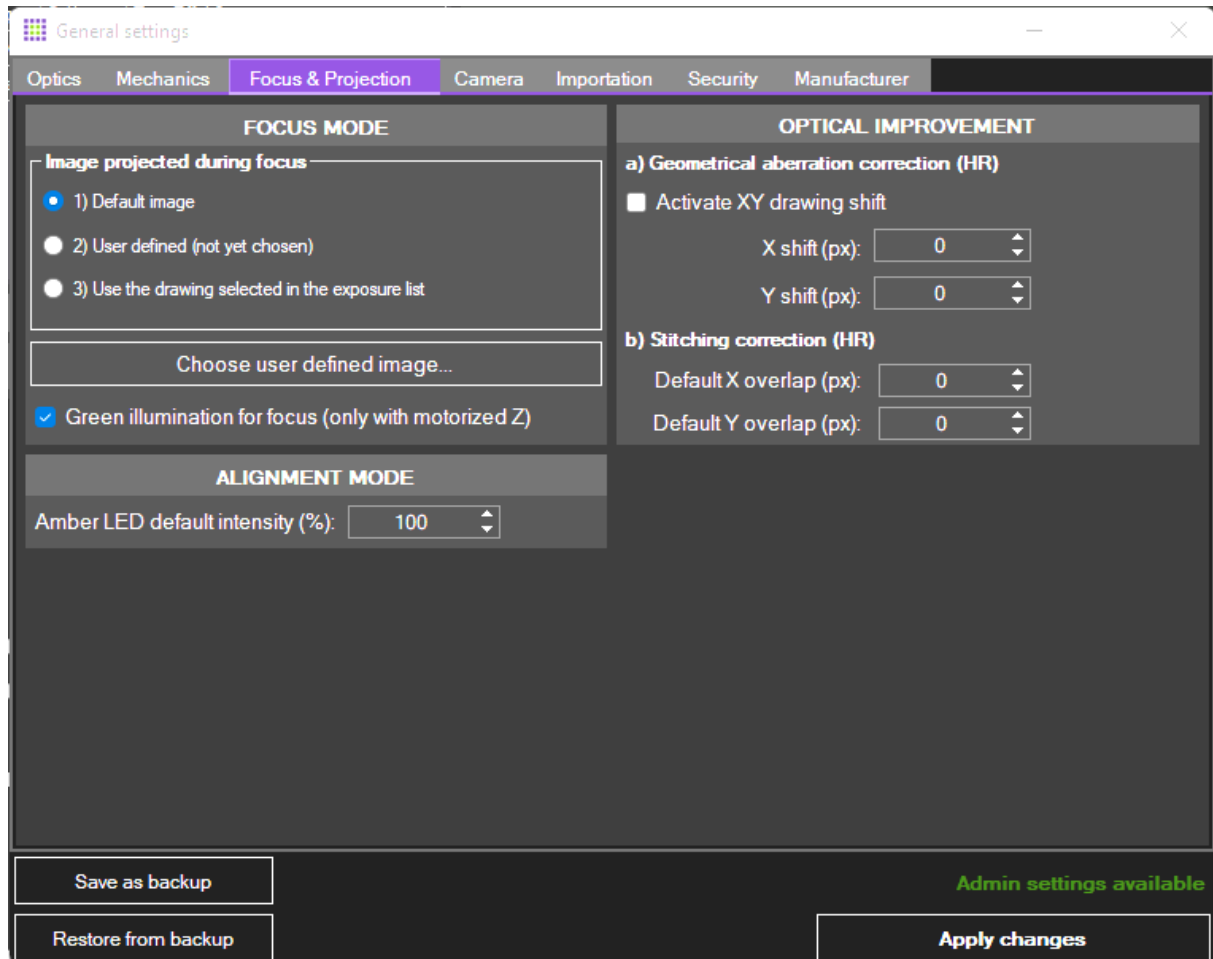 General settings
Optics Mechanics Focus & Projection Camera Importation Security Manufacturer
FOCUS MODE
Image projected during focus
1) Default image
2) User defined (not yet chosen)
3) Use the drawing selected in the exposure list
Choose user defined image...
Green illumination for focus (only with motorized Z)
ALIGNMENT MODE
Amber LED default intensity (%): 100
OPTICAL IMPROVEMENT
a) Geometrical aberration correction (HR)
Activate XY drawing shift
X shift (px): 0
Y shift (px): 0
b) Stitching correction (HR)
Default X overlap (px): 0
Default Y overlap (px): 0
Save as backup
Admin settings available
Restore from backup
Apply changes